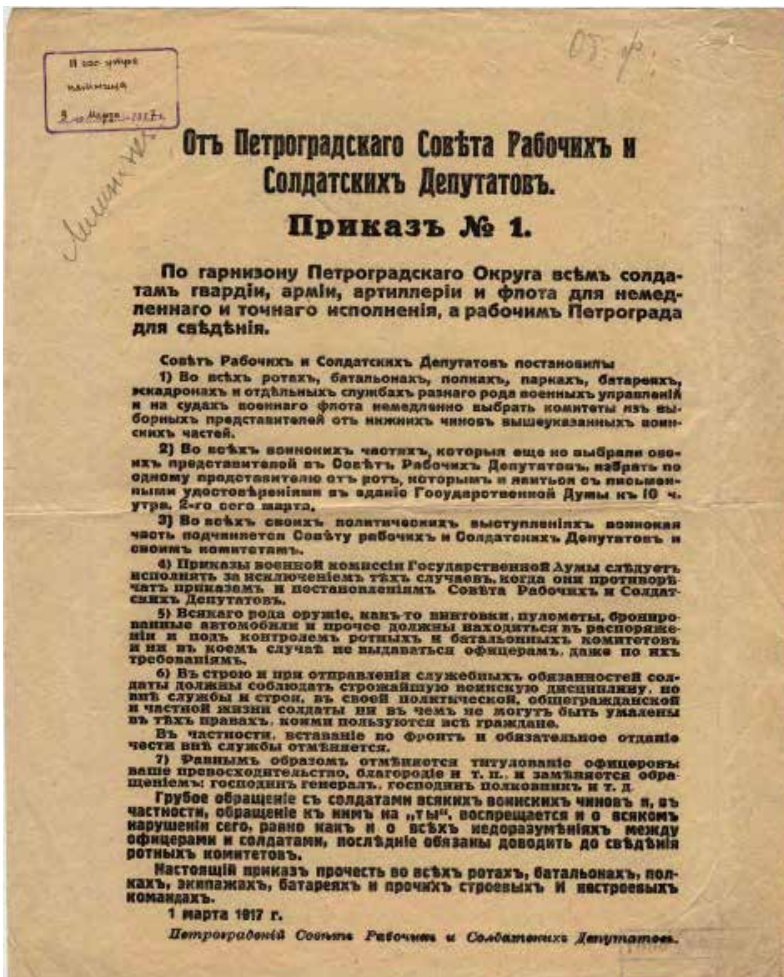 Отъ Петроградскаго Совѣта Рабочихъ и
Солдатскихъ Депутатовъ.
Приказъ № 1.
По гарнизону Петроградскаго Округа всѣмъ солда-
тамъ гвардіи, арміи, артиллеріи и флота для немед-
леннаго и точнаго исполненія, а рабочимъ Петрограда
для свѣдѣнія.
Совѣтъ Рабочихъ и Солдатскихъ Депутатовъ постановилъ
1) Во всѣхъ ротахъ, батальонахъ, полкахъ, паркахъ, батареяхъ,
эскадронахъ и отдѣльныхъ службахъ разнаго рода военныхъ управленій
и на судахъ военнаго флота немедленно выбрать комитеты изъ вы-
борныхъ представителей отъ нижнихъ чиновъ вышеуказанныхъ воин-
скихъ частей.
2) Во всѣхъ воинскихъ частяхъ, которыя еще не выбрали сво-
ихъ представителей въ Совѣтъ Рабочихъ Депутатовъ, избрать по
одному представителю отъ ротъ, которымъ и явиться съ письмен-
ными удостовѣреніями въ зданіе Государственной Думы къ 10 ч.
утра, 2-го сего марта.
3) Во всѣхъ своихъ политическихъ выступленіяхъ воинская
часть подчиняется Совѣту рабочихъ и Солдатскихъ Депутатовъ и
своимъ комитетамъ.
4) Приказы военной комиссіи Государственной Думы слѣдуетъ
исполнять за исключеніемъ тѣхъ случаевъ, когда они противорѣ-
чатъ приказамъ и постановленіямъ Совѣта Рабочихъ и Солдат-
скихъ Депутатовъ.
5) Всякаго рода оружіе, какъ-то винтовки, пулеметы, брониро-
ванные автомобили и прочее должны находиться въ распоряже-
ніи и подъ контролемъ ротныхъ и батальонныхъ комитетовъ
и ни въ коемъ случаѣ не выдаваться офицерамъ, даже по ихъ
требованіямъ.
6) Въ строю и при отправленіи служебныхъ обязанностей сол-
даты должны соблюдать строжайшую воинскую дисциплину, но
внѣ службы и строя, въ своей политической, общегражданской
и частной жизни солдаты ни въ чемъ не могутъ быть умалены
въ тѣхъ правахъ, коими пользуются всѣ граждане.
Въ частности, вставаніе во фронтъ и обязательное отданіе
чести внѣ службы отмѣняется.
7) Равнымъ образомъ отмѣняется титулованіе офицеровъ
ваше превосходительство, благородіе и т. п. и замѣняется обра-
щеніемъ: господинъ генералъ, господинъ полковникъ и т. д
Грубое обращеніе съ солдатами всякихъ воинскихъ чиновъ и, въ
частности, обращеніе къ нимъ на „ты“, воспрещается и о всякомъ
нарушеніи сего, равно какъ и о всѣхъ недоразумѣніяхъ между
офицерами и солдатами, послѣдніе обязаны доводить до свѣдѣнія
ротныхъ комитетовъ.
Настоящій приказъ прочесть во всѣхъ ротахъ, батальонахъ, пол-
кахъ, экипажахъ, батареяхъ и прочихъ строевыхъ и нестроевыхъ
командахъ.
1 марта 1917 г.
Петроградскій Совѣтъ Рабочихъ и Солдатскихъ Депутатовъ.